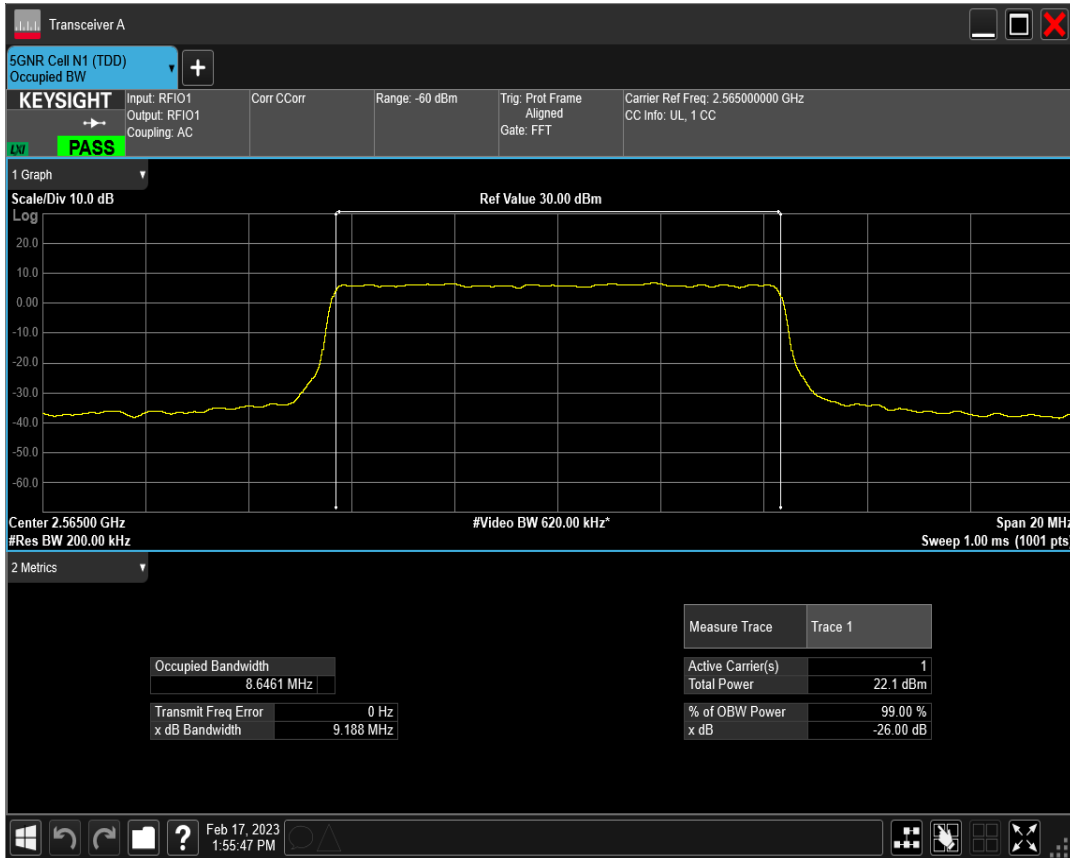 Transceiver A
5GNR Cell N1 (TDD)
Occupied BW
+
KEYSIGHT
LXI
PASS
Input: RFIO1
Output: RFIO1
Coupling: AC
Corr CCorr
Range: -60 dBm
Trig: Prot Frame
Aligned
Gate: FFT
Carrier Ref Freq: 2.565000000 GHz
CC Info: UL, 1 CC
1 Graph
Scale/Div 10.0 dB
Ref Value 30.00 dBm
Log
20.0
10.0
0.00
-10.0
-20.0
-30.0
-40.0
-50.0
-60.0
Center 2.56500 GHz
#Video BW 620.00 kHz*
Span 20 MHz
#Res BW 200.00 kHz
Sweep 1.00 ms (1001 pts)
2 Metrics
Measure Trace Trace 1
Occupied Bandwidth
8.6461 MHz
Active Carrier(s) 1
Total Power 22.1 dBm
Transmit Freq Error 0 Hz
x dB Bandwidth 9.188 MHz
% of OBW Power 99.00 %
x dB -26.00 dB
?
Feb 17, 2023
1:55:47 PM